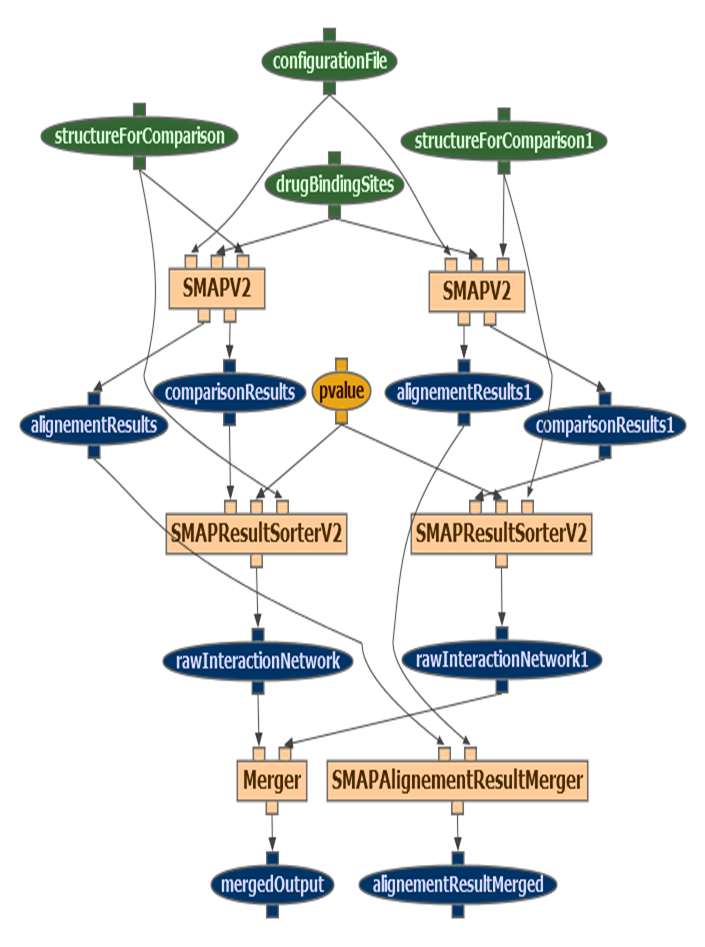 configurationFile
structureForComparison
structureForComparison1
drugBindingSites
SMAPV2
SMAPV2
comparisonResults
pvalue
alignementResults1
alignementResults
comparisonResults1
SMAPResultSorterV2
SMAPResultSorterV2
rawInteractionNetwork
rawInteractionNetwork1
Merger
SMAPAlignementResultMerger
mergedOutput
alignementResultMerged